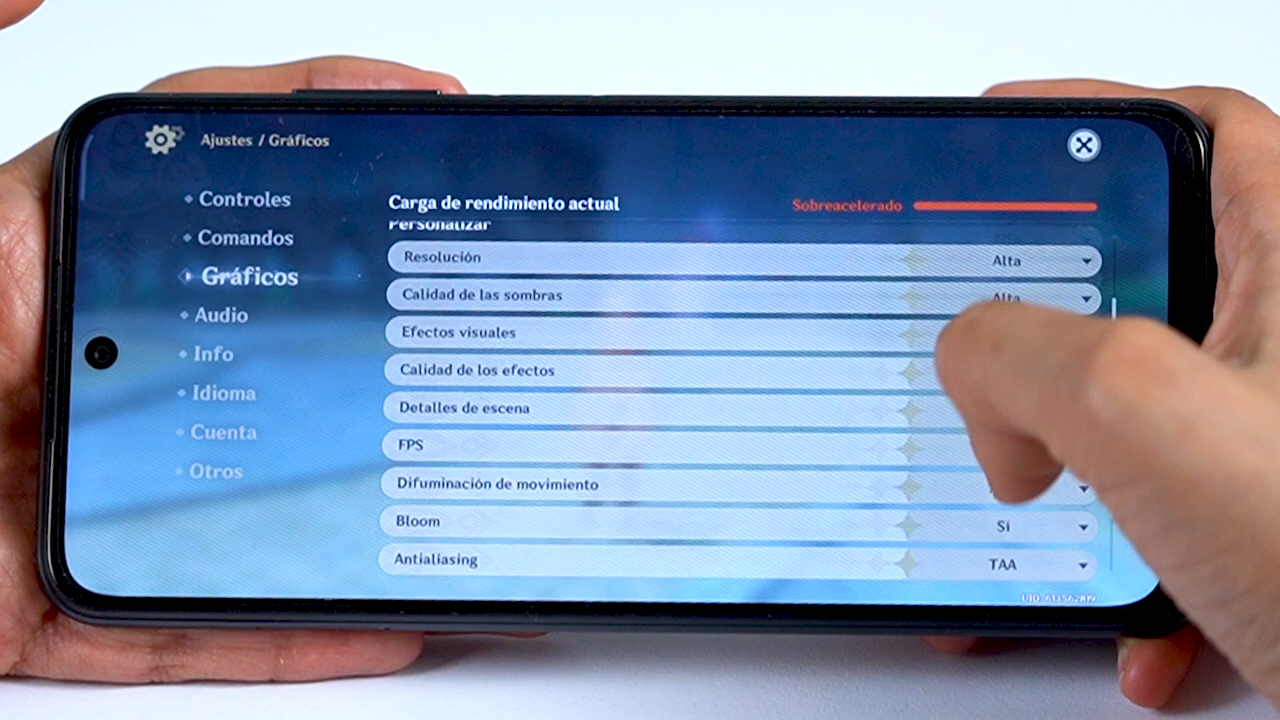 Ajustes / Gráficos
Controles
Comandos
Gráficos
Audio
Info
Idioma
Cuenta
Otros
Carga de rendimiento actual
Sobreacelerado
Personalizar
Resolución
Alta
Calidad de las sombras
Alta
Efectos visuales
Calidad de los efectos
Detalles de escena
FPS
Difuminación de movimiento
Bloom
Sí
Antialiasing
TAA